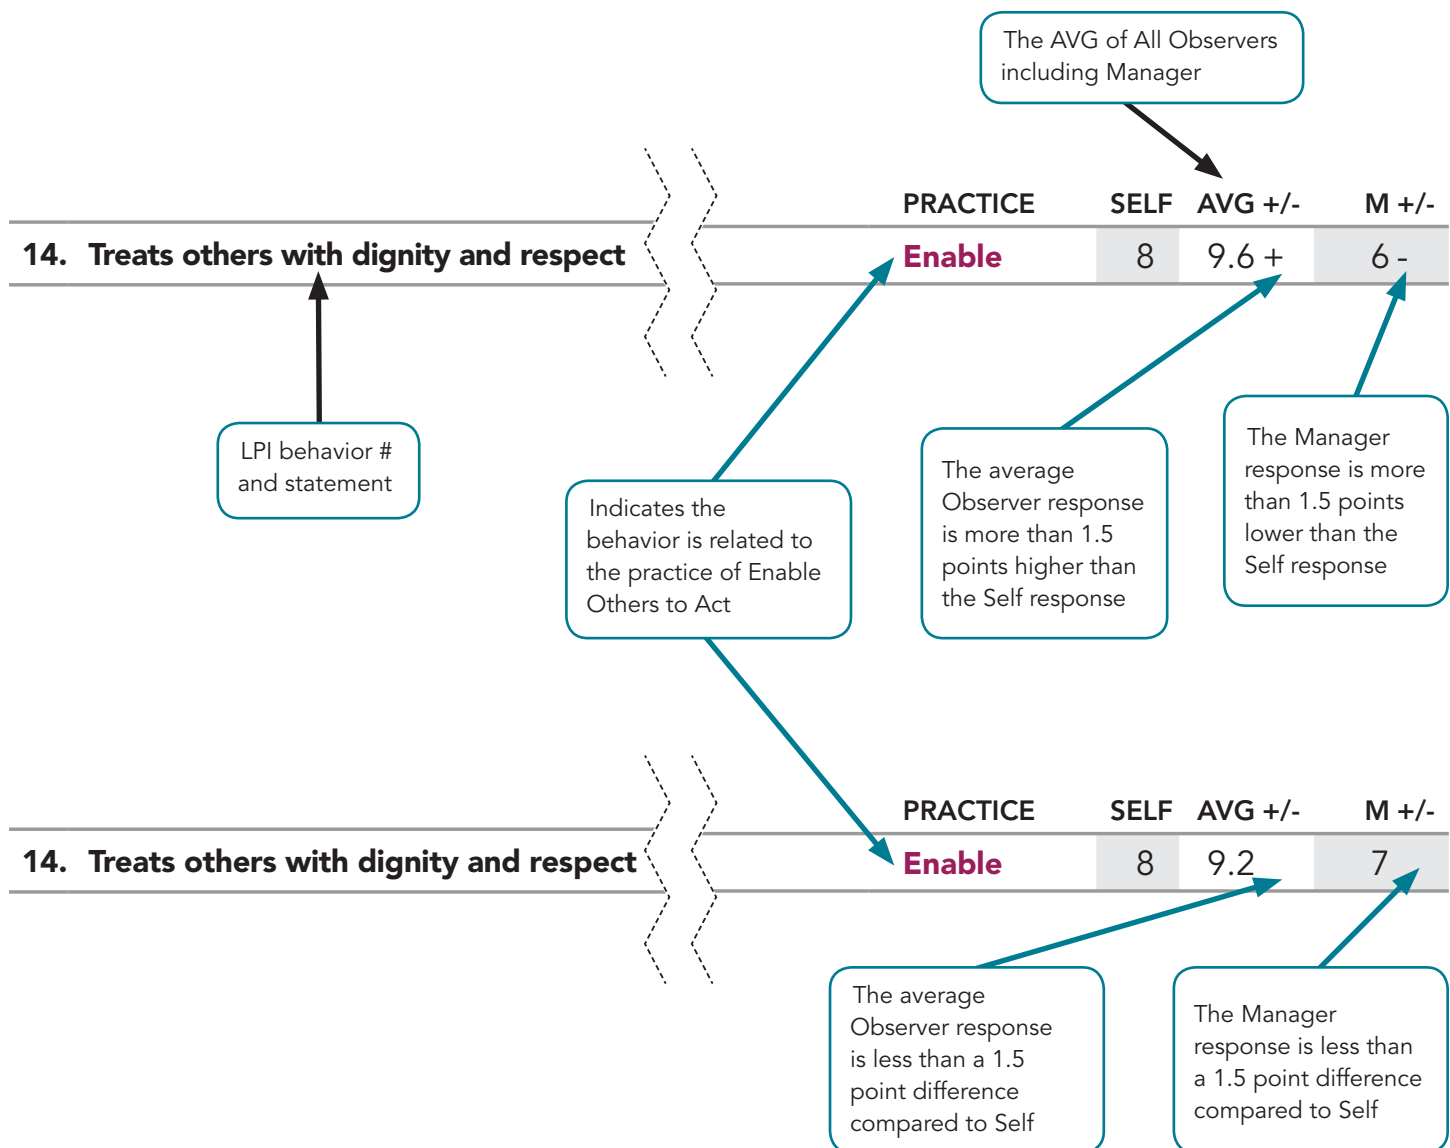 The AVG of All Observers
including Manager
PRACTICE SELF AVG +/- M +/-
14. Treats others with dignity and respect Enable 8 9.6 + 6 -
LPI behavior #
and statement
Indicates the
behavior is related to
the practice of Enable
Others to Act
The average
Observer response
is more than 1.5
points higher than
the Self response
The Manager
response is more
than 1.5 points
lower than the
Self response
PRACTICE SELF AVG +/- M +/-
14. Treats others with dignity and respect Enable 8 9.2 7
The average
Observer response
is less than a 1.5
point difference
compared to Self
The Manager
response is less than
a 1.5 point difference
compared to Self